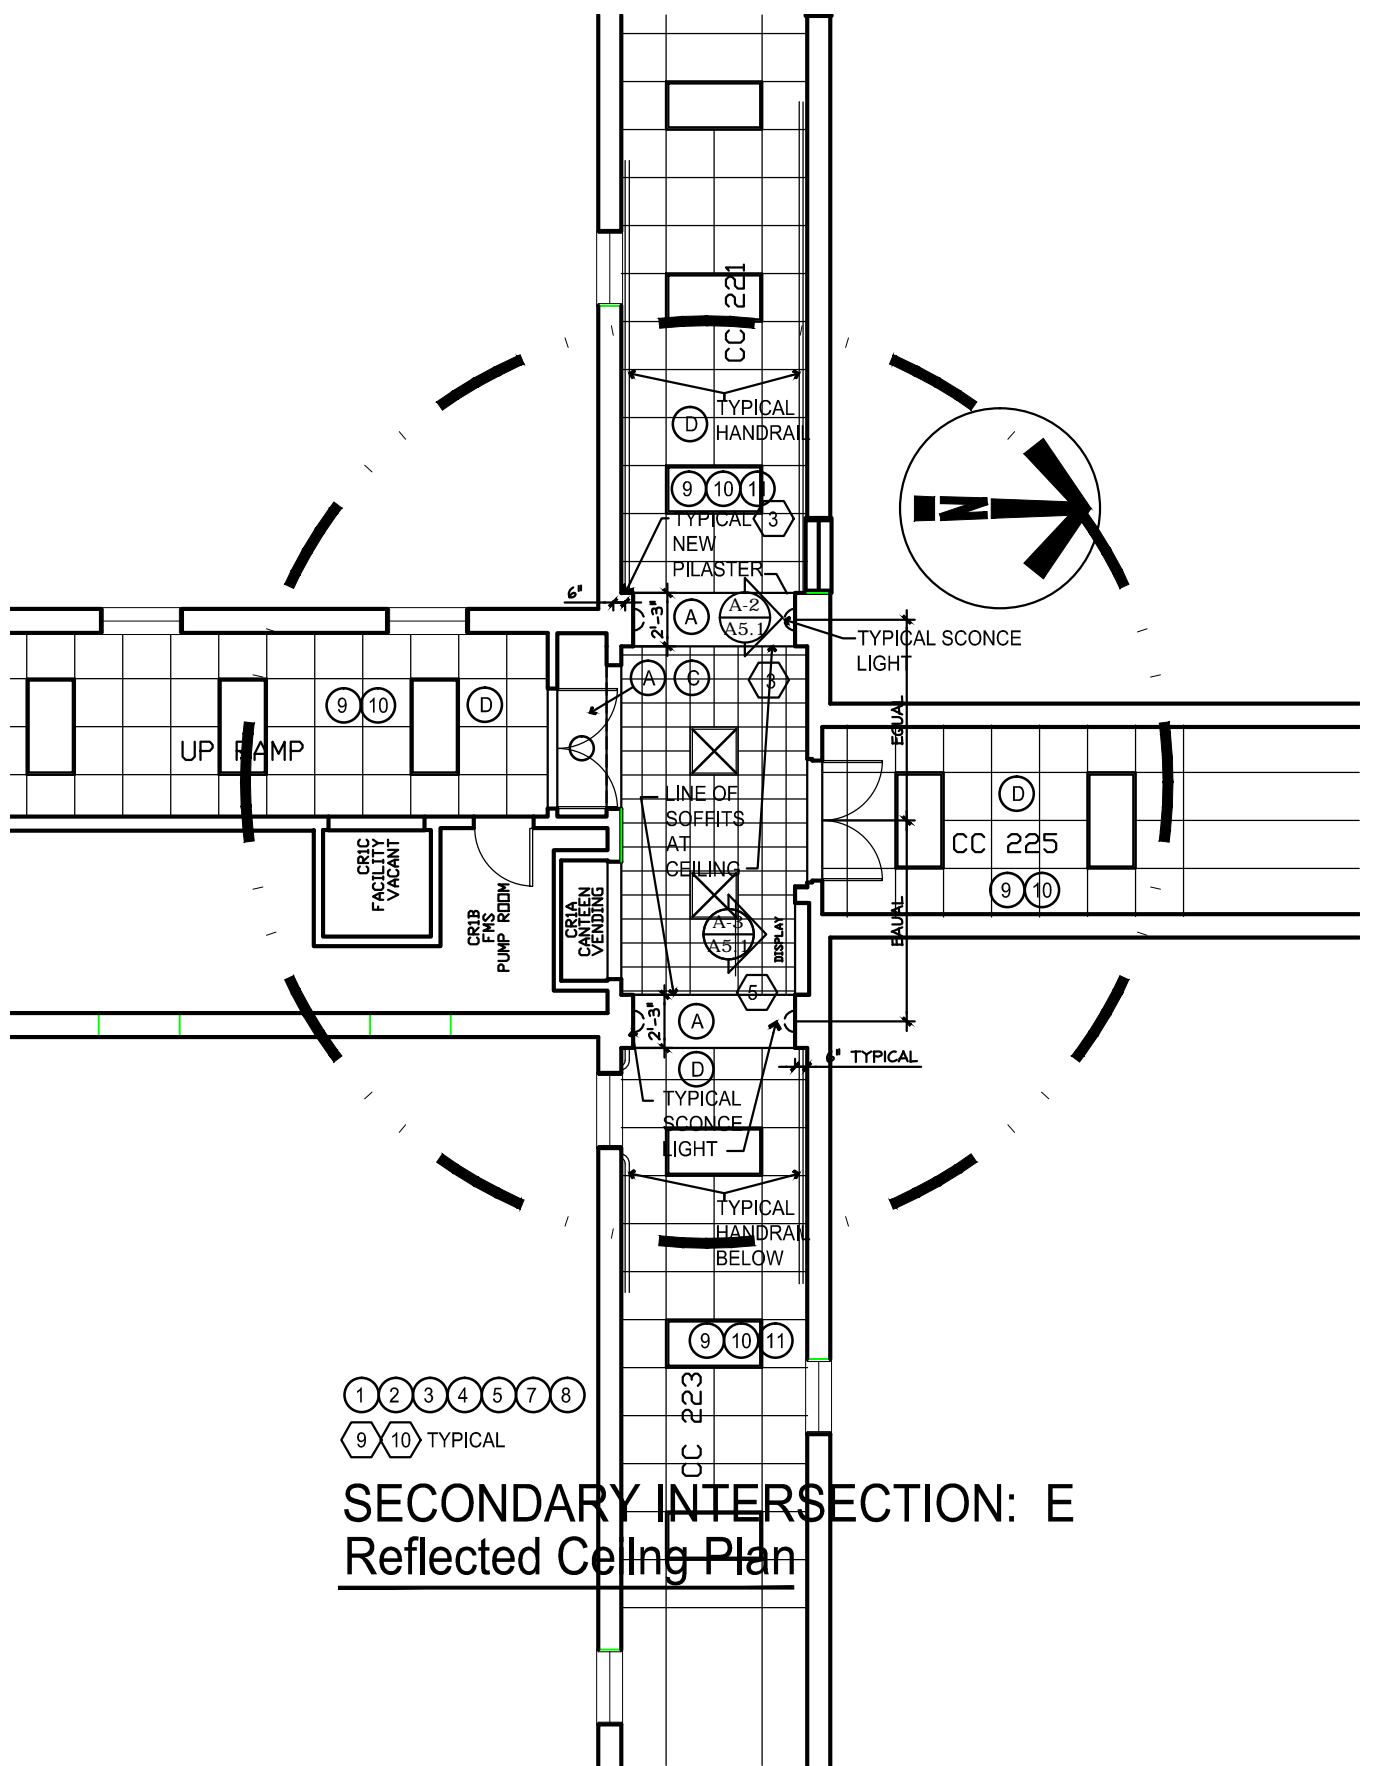 CC 221
TYPICAL
HANDRAIL
D
9 10 11
TYPICAL
NEW
PILASTER
3
N
6"
2'-3"
A
A-2
A5.1
TYPICAL SCONCE
LIGHT
A C
3
9 10
D
UP RAMP
EQUAL
LINE OF
SOFFITS
AT
CEILING
D
CC 225
9 10
EQUAL
CR1C
FACILITY
VACANT
CR1B
FMS
PUMP ROOM
CR1A
CANTEEN
VENDING
A-3
A5.1
DISPLAY
5
2'-3"
A
6" TYPICAL
D
TYPICAL
SCONCE
LIGHT
TYPICAL
HANDRAIL
BELOW
9 10 11
CC 223
1 2 3 4 5 7 8
9 10 TYPICAL
SECONDARY INTERSECTION: E
Reflected Ceilng Plan